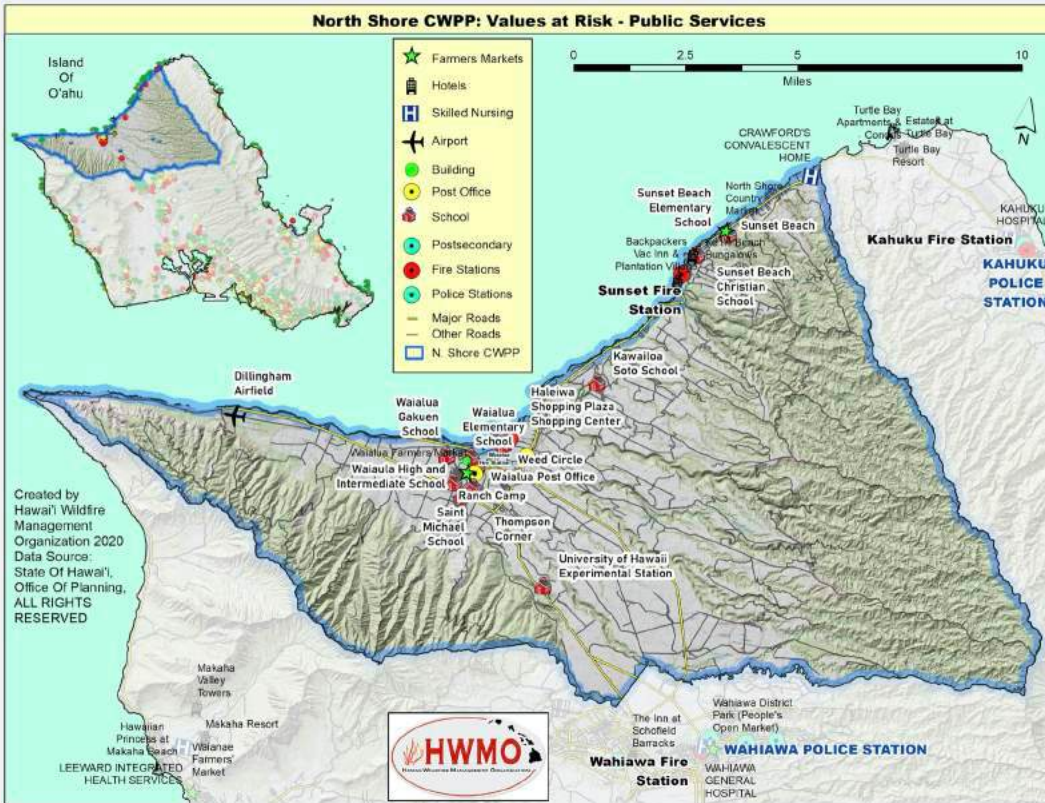 North Shore CWPP: Values at Risk - Public Services
Island
Of
O'ahu
Farmers Markets
Hotels
H Skilled Nursing
Airport
Building
Post Office
School
Postsecondary
Fire Stations
Police Stations
Major Roads
Other Roads
N. Shore CWPP
0 2.5 5 10
Miles
N
Turtle Bay
Apartments &
Condos
Estates at
Turtle Bay
Turtle Bay
Resort
CRAWFORD'S
CONVALESCENT
HOME
H
North Shore
Country
Market
Sunset Beach
Elementary
School
Sunset Beach
KAHUKU
HOSPITAL
Kahuku Fire Station
KAHUKU
POLICE
STATION
Backpackers
Vac Inn &
Plantation Village
Beach
Bungalows
Sunset Beach
Christian
School
Sunset Fire
Station
Kawailoa
Soto School
Dillingham
Airfield
Haleiwa
Shopping Plaza
Shopping Center
Waialua
Gakuen
School
Waialua
Elementary
School
Waialua Farmers Market
Weed Circle
Waiaula High and
Intermediate School
Waialua Post Office
Ranch Camp
Saint
Michael
School
Thompson
Corner
University of Hawaii
Experimental Station
Created by
Hawai'i Wildfire
Management
Organization 2020
Data Source:
State Of Hawai'i,
Office Of Planning,
ALL RIGHTS
RESERVED
Makaha
Valley
Towers
Makaha Resort
Hawaiian
Princess at
Makaha Beach
H
Waianae
Farmers'
Market
LEEWARD INTEGRATED
HEALTH SERVICES
HWMO
HAWAII WILDFIRE MANAGEMENT ORGANIZATION
The Inn at
Schofield
Barracks
Wahiawa District
Park (People's
Open Market)
H
WAHIAWA POLICE STATION
Wahiawa Fire
Station
WAHIAWA
GENERAL
HOSPITAL